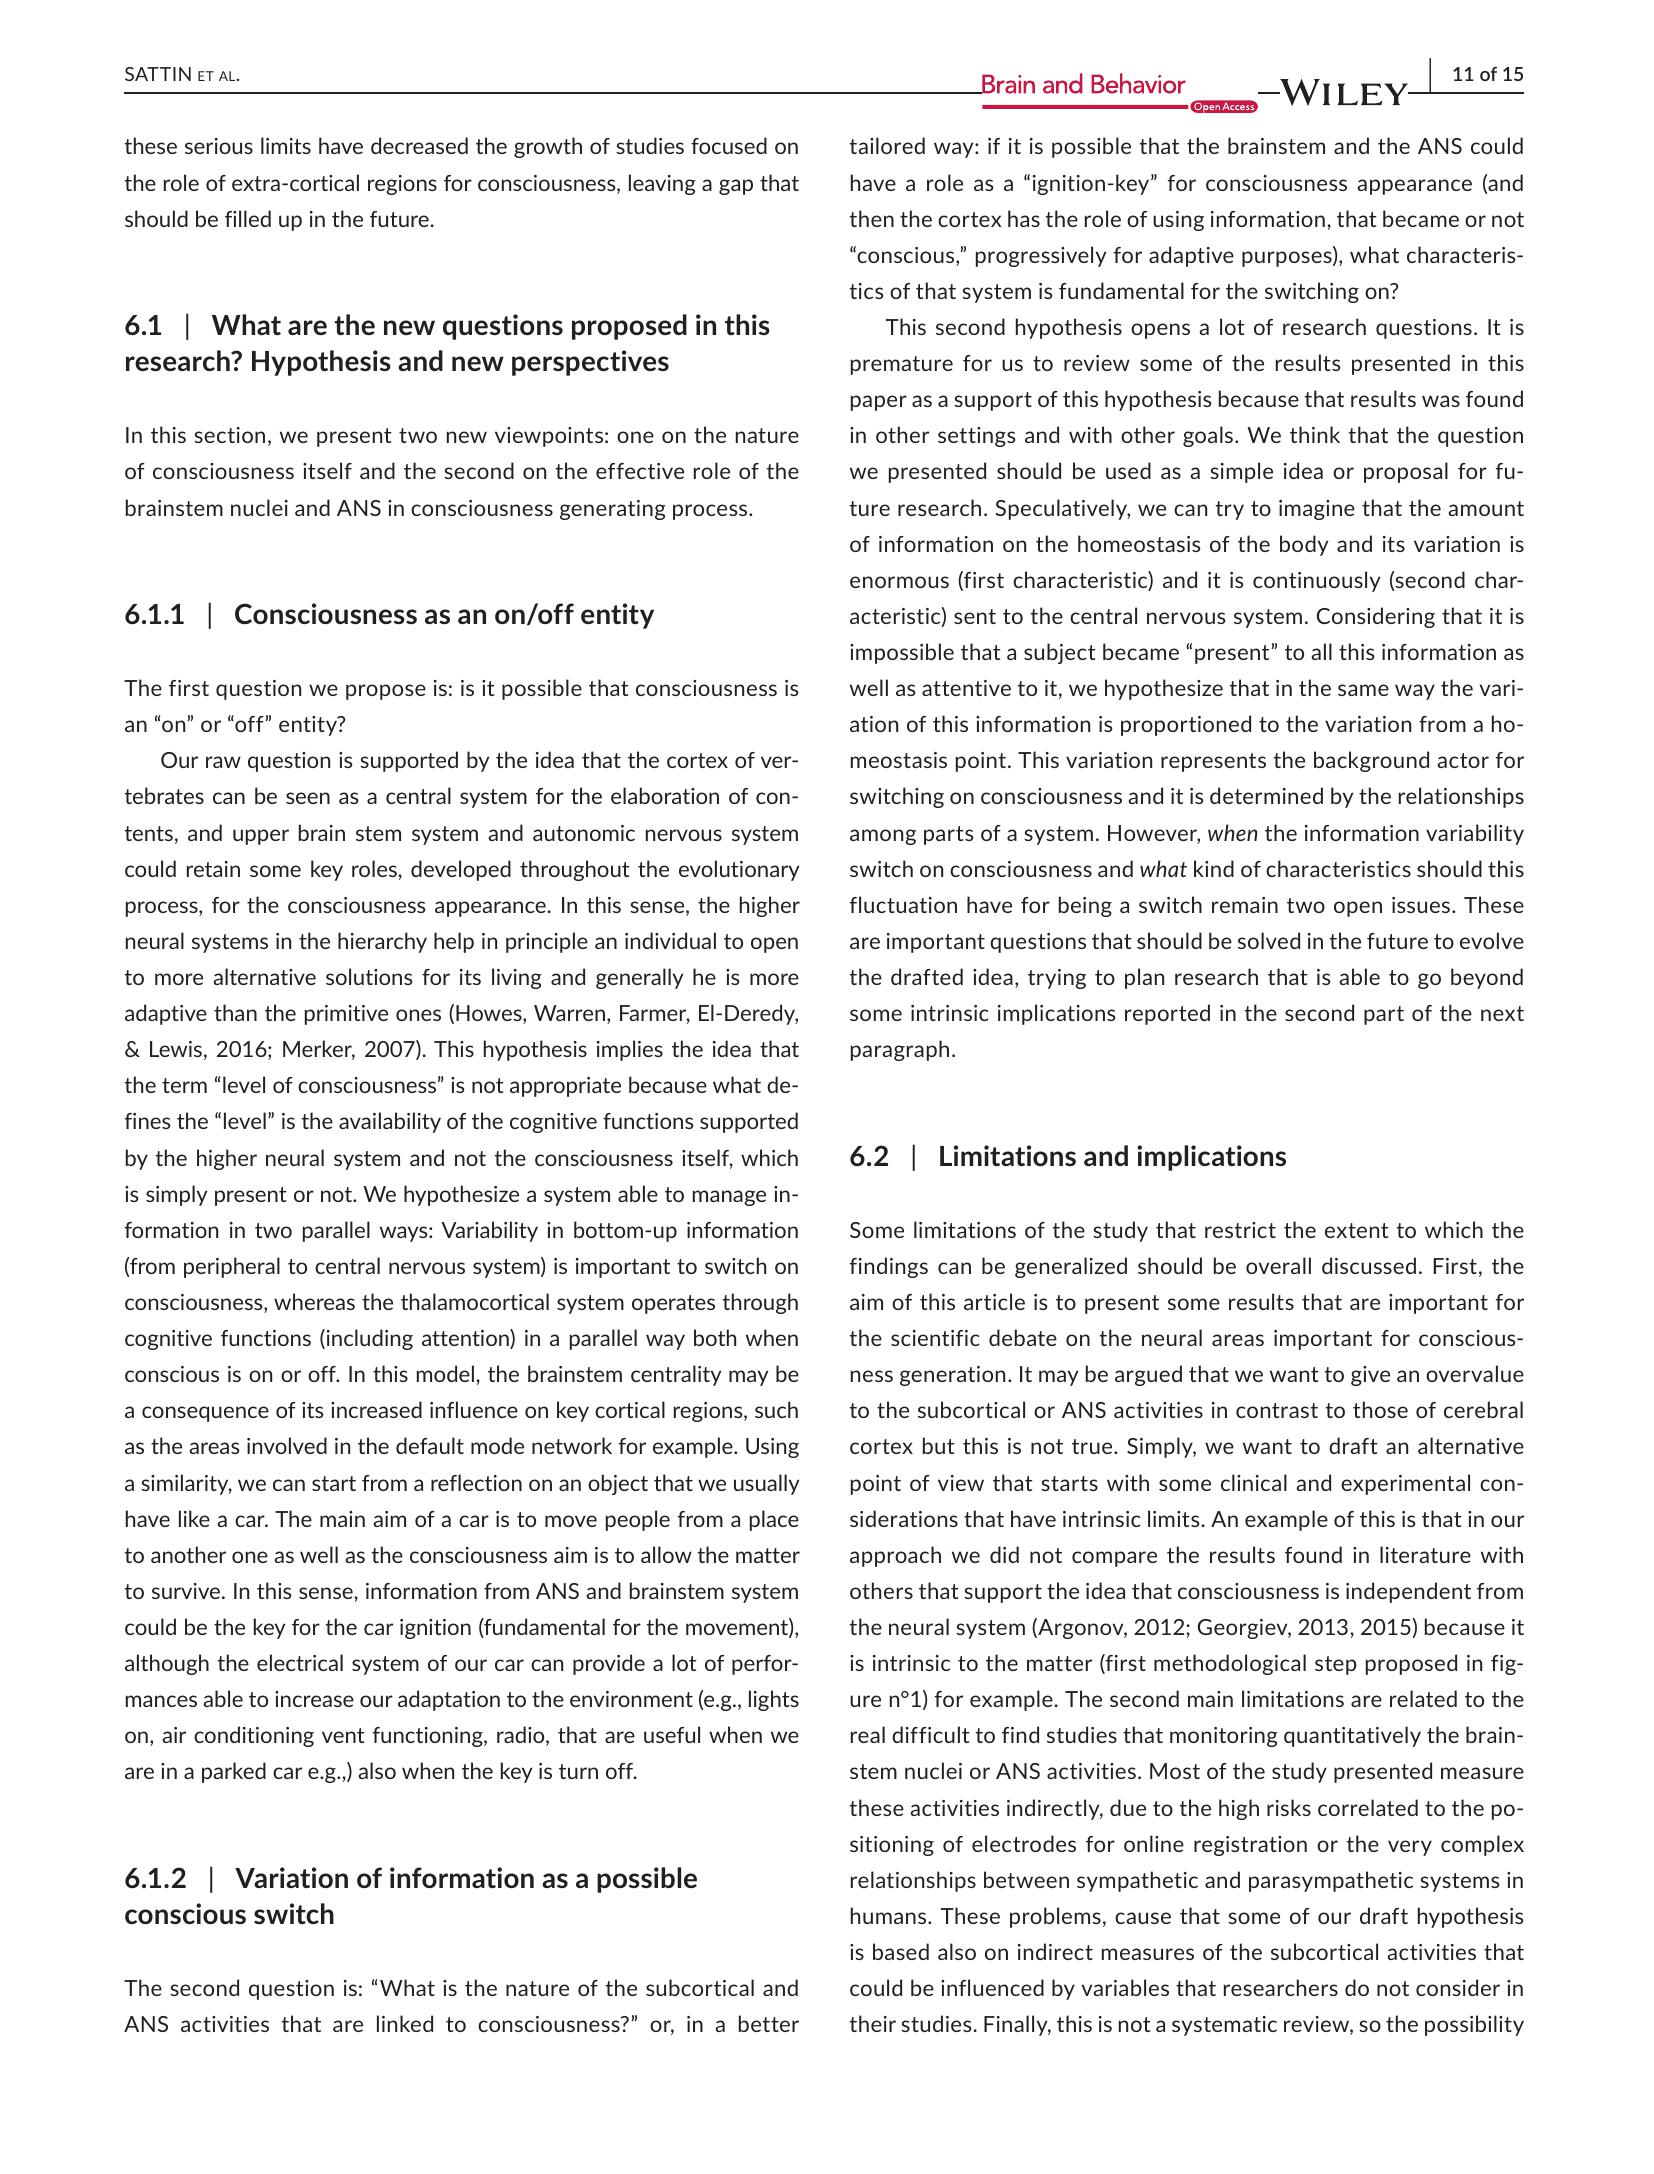 SATTIN ET AL.
Brain and Behavior
Open Access
WILEY
11 of 15
these serious limits have decreased the growth of studies focused on
the role of extra-cortical regions for consciousness, leaving a gap that
should be filled up in the future.
6.1 | What are the new questions proposed in this
research? Hypothesis and new perspectives
In this section, we present two new viewpoints: one on the nature
of consciousness itself and the second on the effective role of the
brainstem nuclei and ANS in consciousness generating process.
6.1.1 | Consciousness as an on/off entity
The first question we propose is: is it possible that consciousness is
an “on” or “off” entity?
Our raw question is supported by the idea that the cortex of ver-
tebrates can be seen as a central system for the elaboration of con-
tents, and upper brain stem system and autonomic nervous system
could retain some key roles, developed throughout the evolutionary
process, for the consciousness appearance. In this sense, the higher
neural systems in the hierarchy help in principle an individual to open
to more alternative solutions for its living and generally he is more
adaptive than the primitive ones (Howes, Warren, Farmer, El-Deredy,
& Lewis, 2016; Merker, 2007). This hypothesis implies the idea that
the term “level of consciousness” is not appropriate because what de-
fines the “level” is the availability of the cognitive functions supported
by the higher neural system and not the consciousness itself, which
is simply present or not. We hypothesize a system able to manage in-
formation in two parallel ways: Variability in bottom-up information
(from peripheral to central nervous system) is important to switch on
consciousness, whereas the thalamocortical system operates through
cognitive functions (including attention) in a parallel way both when
conscious is on or off. In this model, the brainstem centrality may be
a consequence of its increased influence on key cortical regions, such
as the areas involved in the default mode network for example. Using
a similarity, we can start from a reflection on an object that we usually
have like a car. The main aim of a car is to move people from a place
to another one as well as the consciousness aim is to allow the matter
to survive. In this sense, information from ANS and brainstem system
could be the key for the car ignition (fundamental for the movement),
although the electrical system of our car can provide a lot of perfor-
mances able to increase our adaptation to the environment (e.g., lights
on, air conditioning vent functioning, radio, that are useful when we
are in a parked car e.g.,) also when the key is turn off.
6.1.2 | Variation of information as a possible
conscious switch
The second question is: “What is the nature of the subcortical and
ANS activities that are linked to consciousness?” or, in a better
tailored way: if it is possible that the brainstem and the ANS could
have a role as a “ignition-key” for consciousness appearance (and
then the cortex has the role of using information, that became or not
“conscious,” progressively for adaptive purposes), what characteris-
tics of that system is fundamental for the switching on?
This second hypothesis opens a lot of research questions. It is
premature for us to review some of the results presented in this
paper as a support of this hypothesis because that results was found
in other settings and with other goals. We think that the question
we presented should be used as a simple idea or proposal for fu-
ture research. Speculatively, we can try to imagine that the amount
of information on the homeostasis of the body and its variation is
enormous (first characteristic) and it is continuously (second char-
acteristic) sent to the central nervous system. Considering that it is
impossible that a subject became “present” to all this information as
well as attentive to it, we hypothesize that in the same way the vari-
ation of this information is proportioned to the variation from a ho-
meostasis point. This variation represents the background actor for
switching on consciousness and it is determined by the relationships
among parts of a system. However, when the information variability
switch on consciousness and what kind of characteristics should this
fluctuation have for being a switch remain two open issues. These
are important questions that should be solved in the future to evolve
the drafted idea, trying to plan research that is able to go beyond
some intrinsic implications reported in the second part of the next
paragraph.
6.2 | Limitations and implications
Some limitations of the study that restrict the extent to which the
findings can be generalized should be overall discussed. First, the
aim of this article is to present some results that are important for
the scientific debate on the neural areas important for conscious-
ness generation. It may be argued that we want to give an overvalue
to the subcortical or ANS activities in contrast to those of cerebral
cortex but this is not true. Simply, we want to draft an alternative
point of view that starts with some clinical and experimental con-
siderations that have intrinsic limits. An example of this is that in our
approach we did not compare the results found in literature with
others that support the idea that consciousness is independent from
the neural system (Argonov, 2012; Georgiev, 2013, 2015) because it
is intrinsic to the matter (first methodological step proposed in fig-
ure n°1) for example. The second main limitations are related to the
real difficult to find studies that monitoring quantitatively the brain-
stem nuclei or ANS activities. Most of the study presented measure
these activities indirectly, due to the high risks correlated to the po-
sitioning of electrodes for online registration or the very complex
relationships between sympathetic and parasympathetic systems in
humans. These problems, cause that some of our draft hypothesis
is based also on indirect measures of the subcortical activities that
could be influenced by variables that researchers do not consider in
their studies. Finally, this is not a systematic review, so the possibility